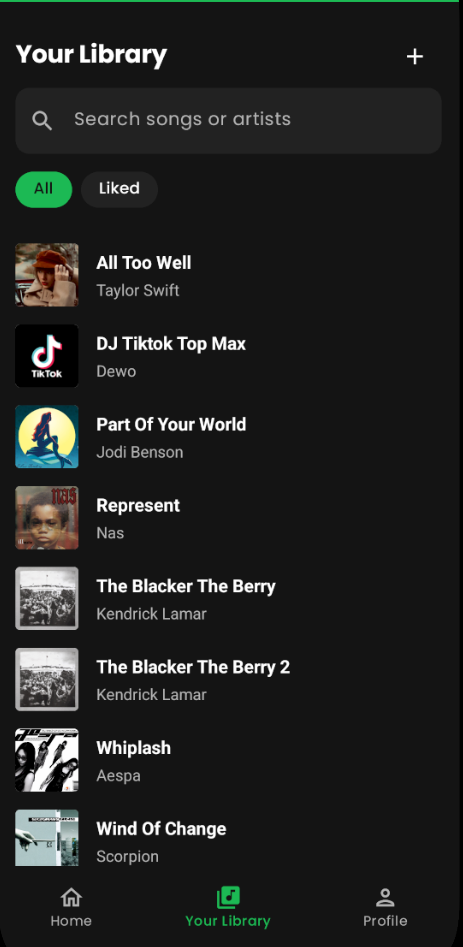 Your Library
+
Search songs or artists
All
Liked
All Too Well
Taylor Swift
TikTok
DJ Tiktok Top Max
Dewo
Part Of Your World
Jodi Benson
nas
Represent
Nas
The Blacker The Berry
Kendrick Lamar
The Blacker The Berry 2
Kendrick Lamar
aespa
Whiplash
Aespa
Wind Of Change
Scorpion
Home
Your Library
Profile